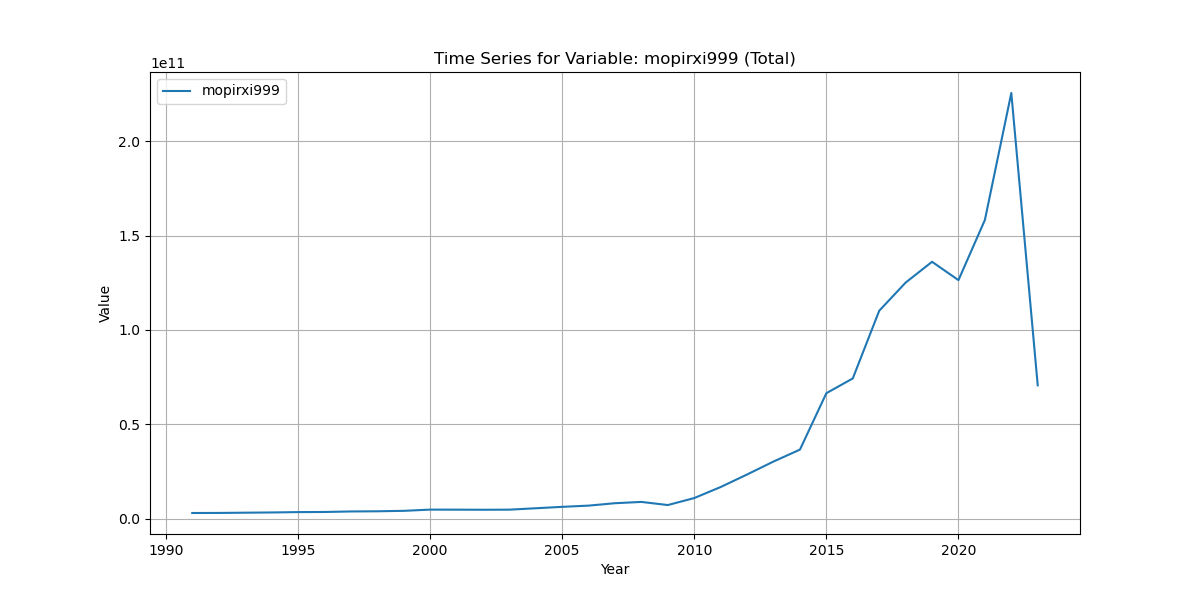 Time Series for Variable: mopirxi999 (Total)
1e11
mopirxi999
2.0
1.5
1.0
0.5
0.0
Value
1990 1995 2000 2005 2010 2015 2020
Year